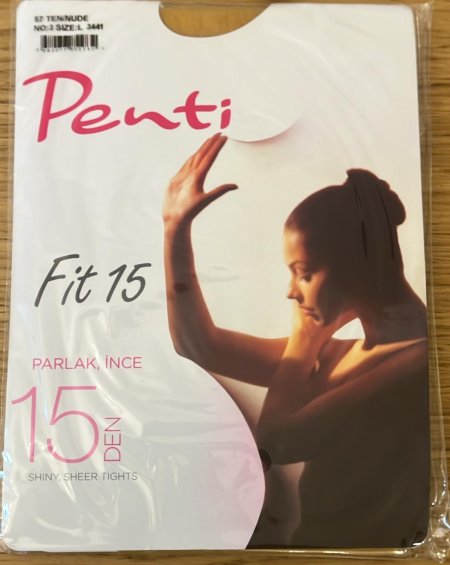 57 TEN/NUDE
NO:3 SIZE:L 3441
Penti
Fit 15
PARLAK, İNCE
15
DEN
SHINY, SHEER TIGHTS